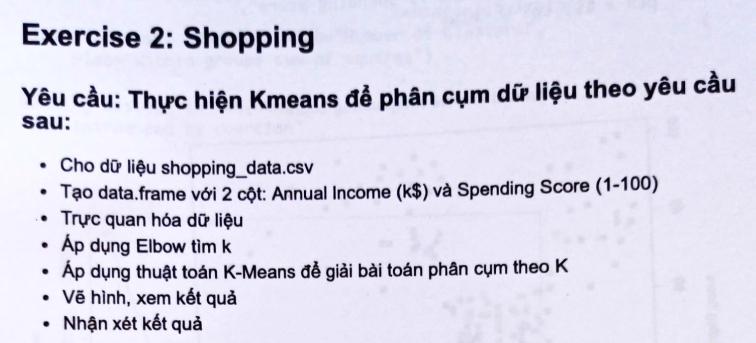 Exercise 2: Shopping
Yêu cầu: Thực hiện Kmeans để phân cụm dữ liệu theo yêu cầu
sau:
• Cho dữ liệu shopping_data.csv
• Tạo data.frame với 2 cột: Annual Income (k$) và Spending Score (1-100)
• Trực quan hóa dữ liệu
• Áp dụng Elbow tìm k
• Áp dụng thuật toán K-Means để giải bài toán phân cụm theo K
• Vẽ hình, xem kết quả
• Nhận xét kết quả